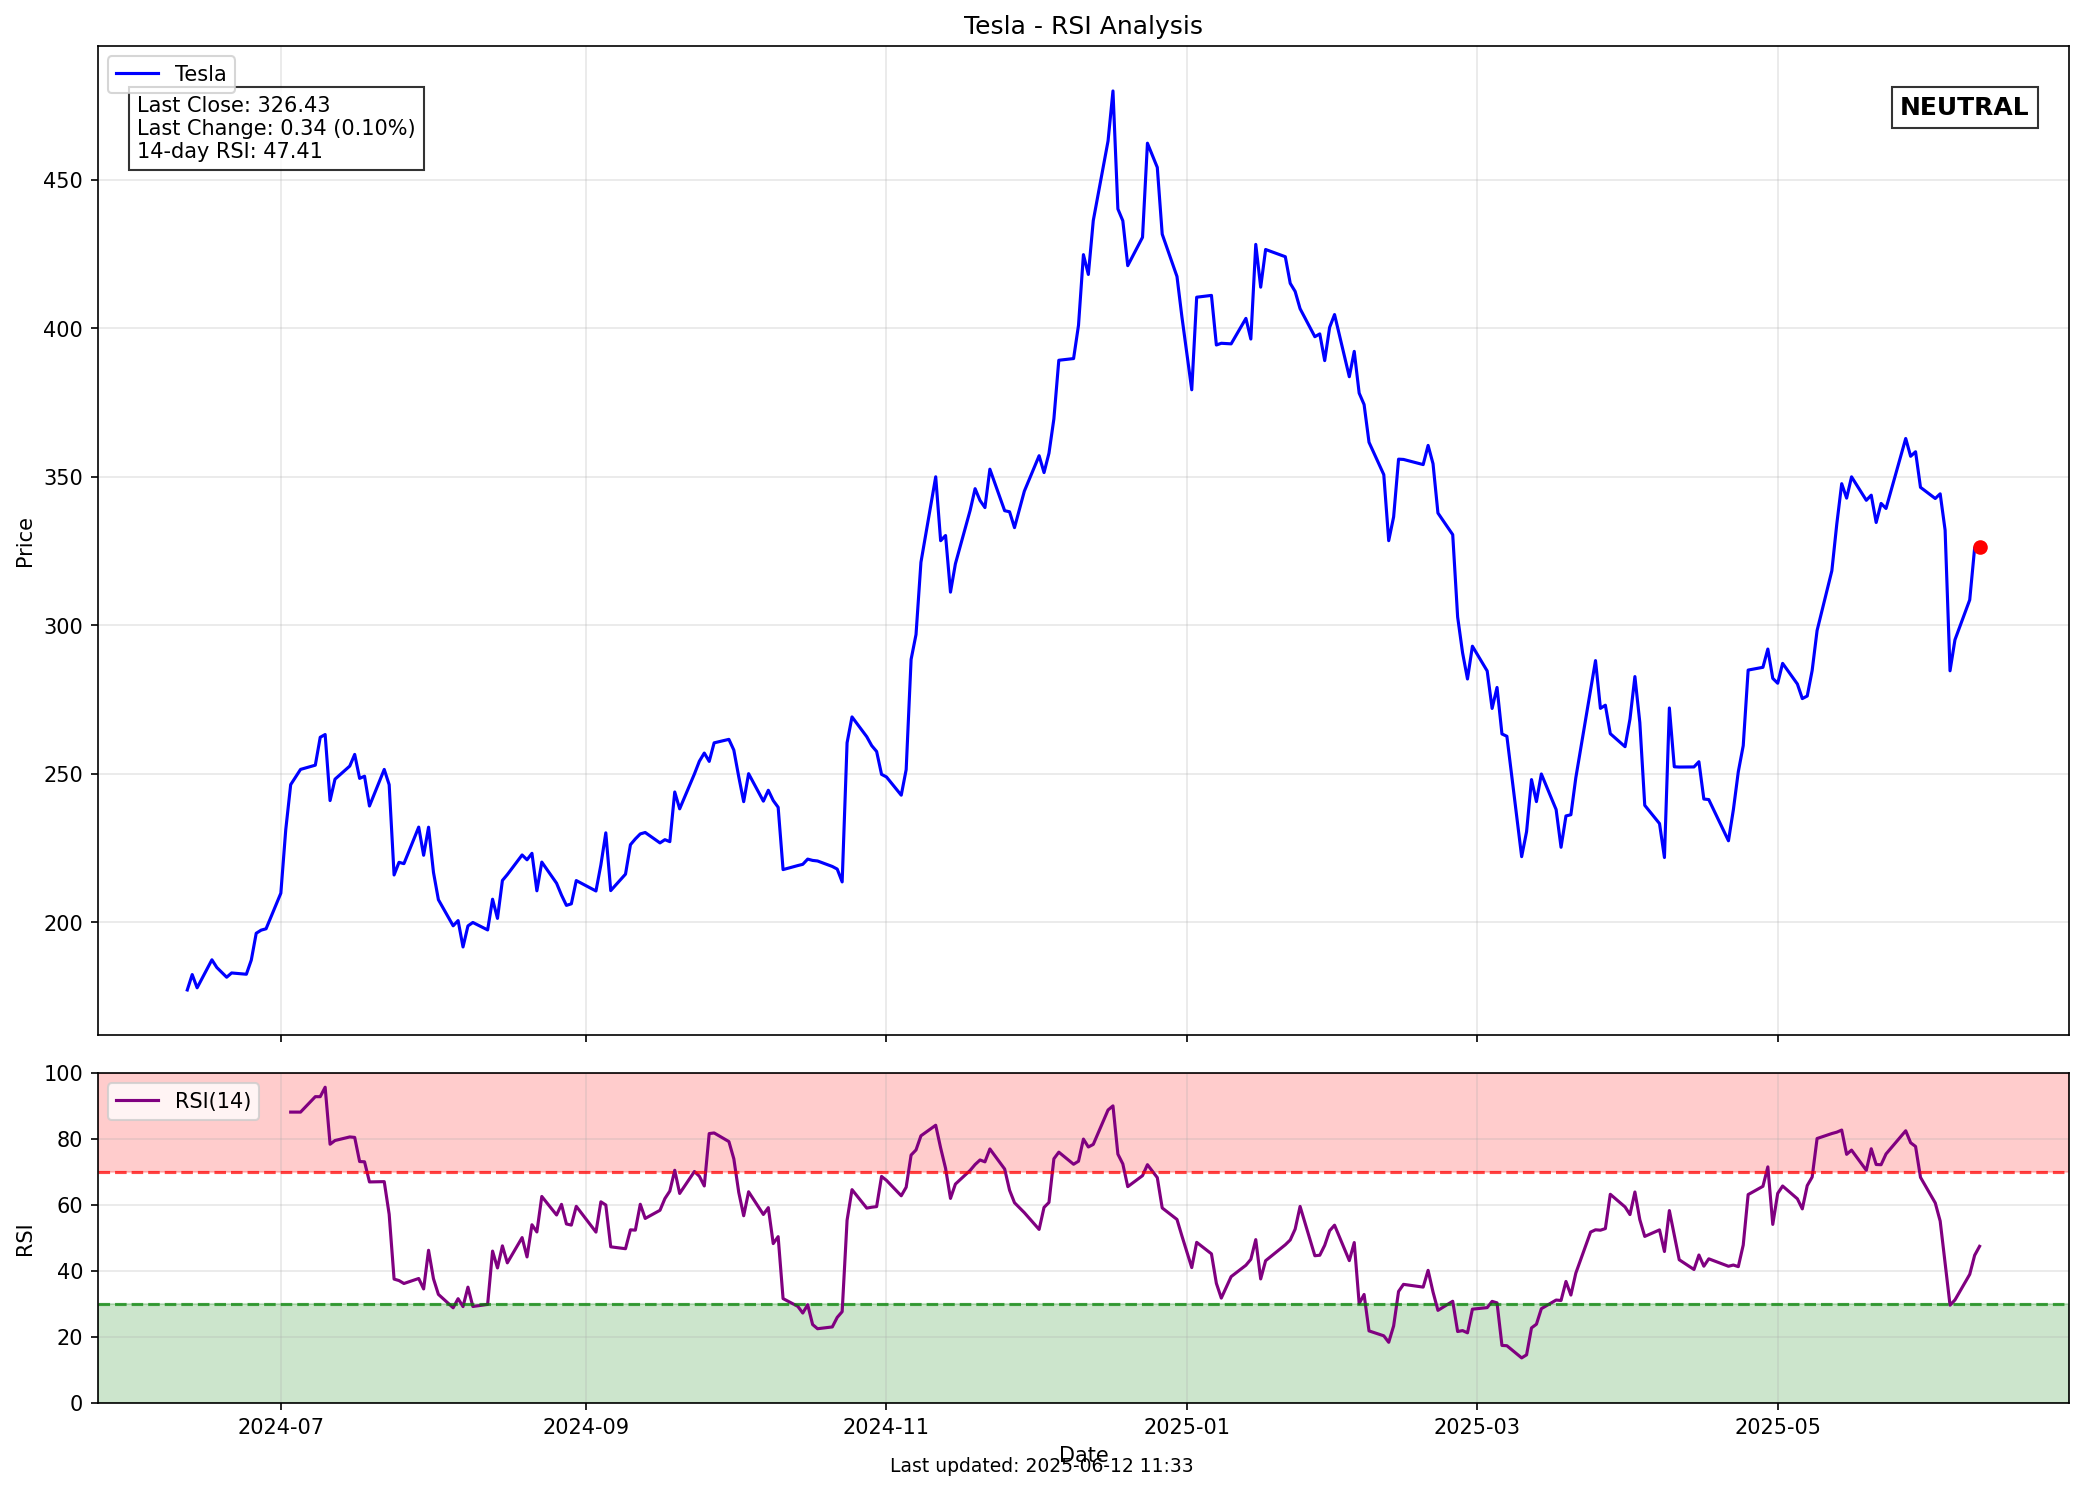 Tesla - RSI Analysis
Tesla
Last Close: 326.43
Last Change: 0.34 (0.10%)
14-day RSI: 47.41
NEUTRAL
Price
450
400
350
300
250
200
RSI(14)
RSI
100
80
60
40
20
0
2024-07 2024-09 2024-11 2025-01 2025-03 2025-05
Date
Last updated: 2025-06-12 11:33